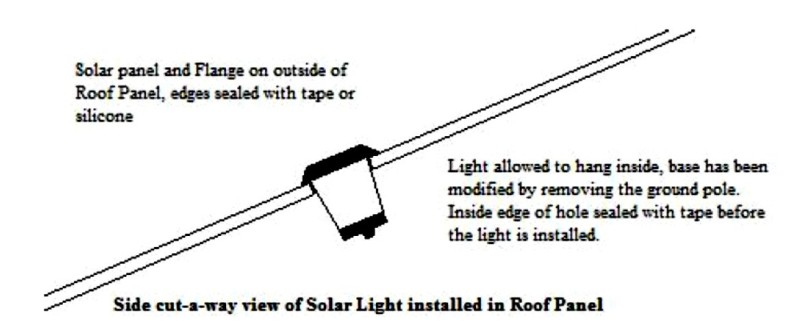 Solar panel and Flange on outside of
Roof Panel, edges sealed with tape or
silicone
Light allowed to hang inside, base has been
modified by removing the ground pole.
Inside edge of hole sealed with tape before
the light is installed.
Side cut-a-way view of Solar Light installed in Roof Panel